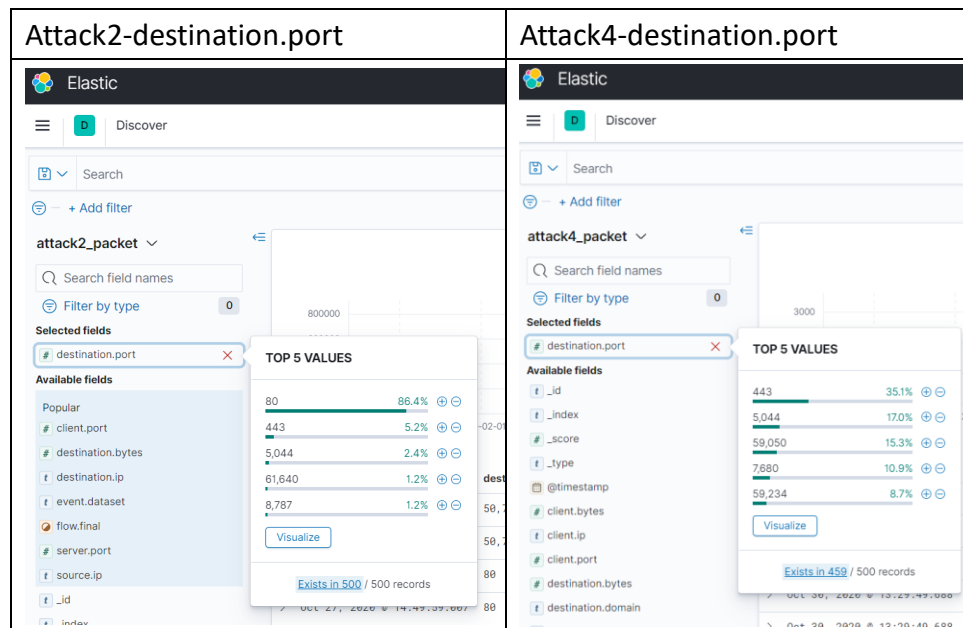 Attack2-destination.port
Elastic
D Discover
Search
+ Add filter
attack2_packet
Search field names
Filter by type 0
Selected fields
# destination.port
Available fields
Popular
# client.port
# destination.bytes
t destination.ip
t event.dataset
flow.final
# server.port
t source.ip
t _id
800000
TOP 5 VALUES
80 86.4%
443 5.2%
5,044 2.4%
61,640 1.2%
8,787 1.2%
Visualize
Exists in 500 / 500 records
-02-01
dest
50,7
50,7
80
80
Attack4-destination.port
Elastic
D Discover
Search
+ Add filter
attack4_packet
Search field names
Filter by type 0
Selected fields
# destination.port
Available fields
t _id
t _index
# _score
t _type
@timestamp
# client.bytes
t client.ip
# client.port
# destination.bytes
t destination.domain
3000
TOP 5 VALUES
443 35.1%
5,044 17.0%
59,050 15.3%
7,680 10.9%
59,234 8.7%
Visualize
Exists in 459 / 500 records